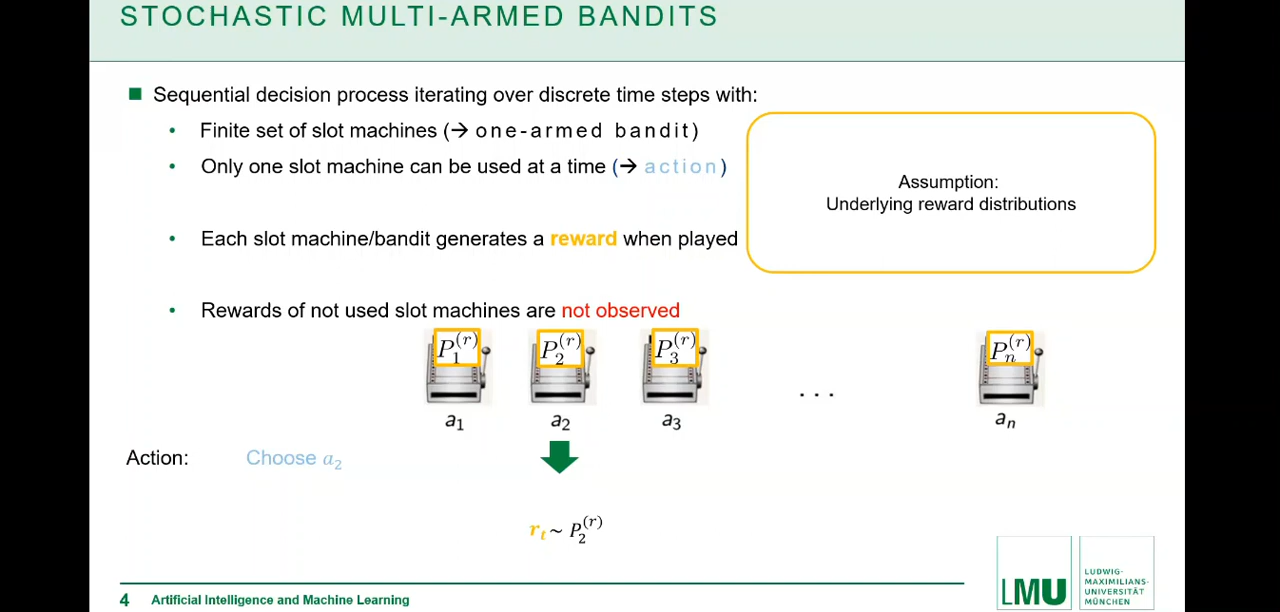 STOCHASTIC MULTI-ARMED BANDITS
Sequential decision process iterating over discrete time steps with:
• Finite set of slot machines (→ one-armed bandit)
• Only one slot machine can be used at a time (→ action)
Assumption:
Underlying reward distributions
• Each slot machine/bandit generates a reward when played
• Rewards of not used slot machines are not observed
P₁⁽ʳ⁾ P₂⁽ʳ⁾ P₃⁽ʳ⁾ Pₙ⁽ʳ⁾
. . .
a₁ a₂ a₃ aₙ
Action: Choose a₂
rₜ ~ P₂⁽ʳ⁾
LMU
LUDWIG-
MAXIMILIANS-
UNIVERSITÄT
MÜNCHEN
4 Artificial Intelligence and Machine Learning